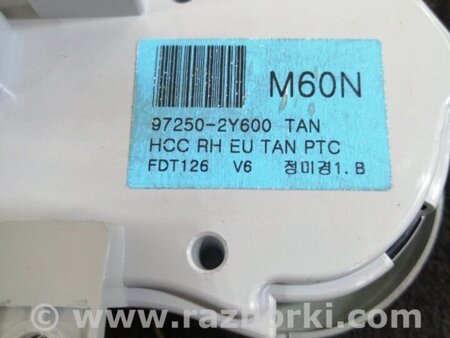 M60N
97250-2Y600 TAN
HCC RH EU TAN PTC
FDT126 V6 정미경1.B
www.razborki.com